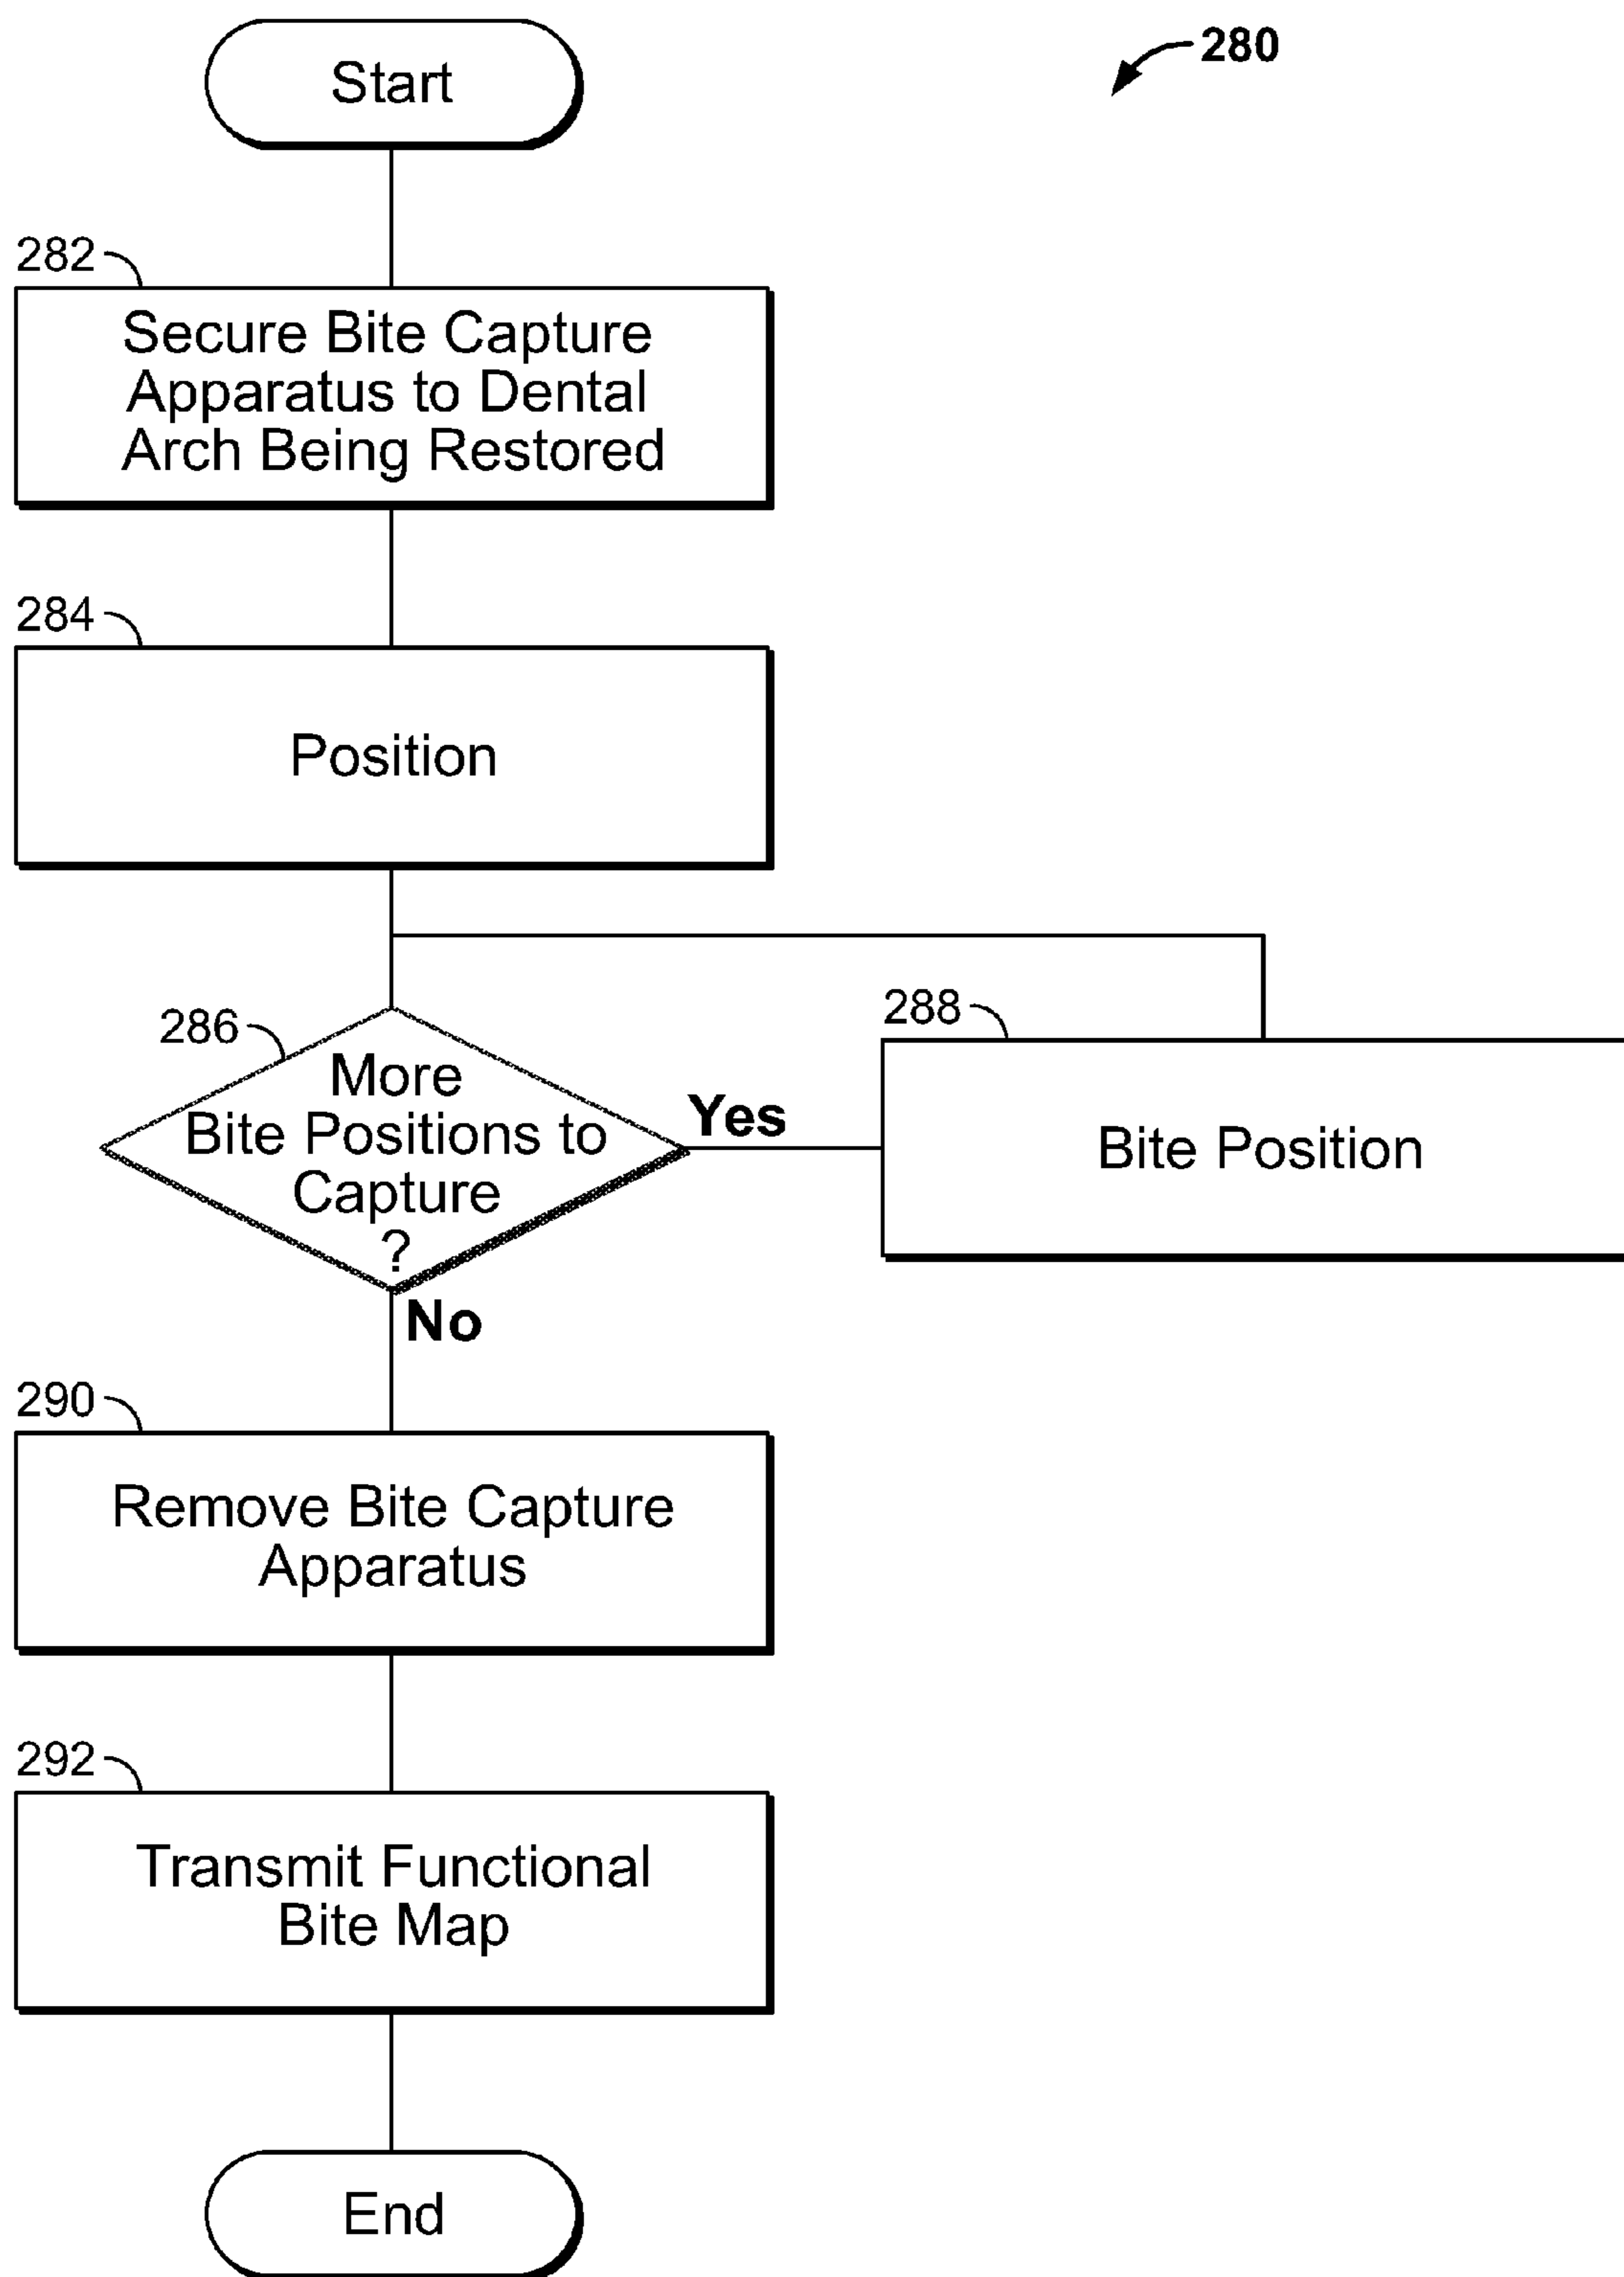 Start
280
282
Secure Bite Capture
Apparatus to Dental
Arch Being Restored
284
Position
286
More
Bite Positions to
Capture
?
Yes
288
Bite Position
No
290
Remove Bite Capture
Apparatus
292
Transmit Functional
Bite Map
End